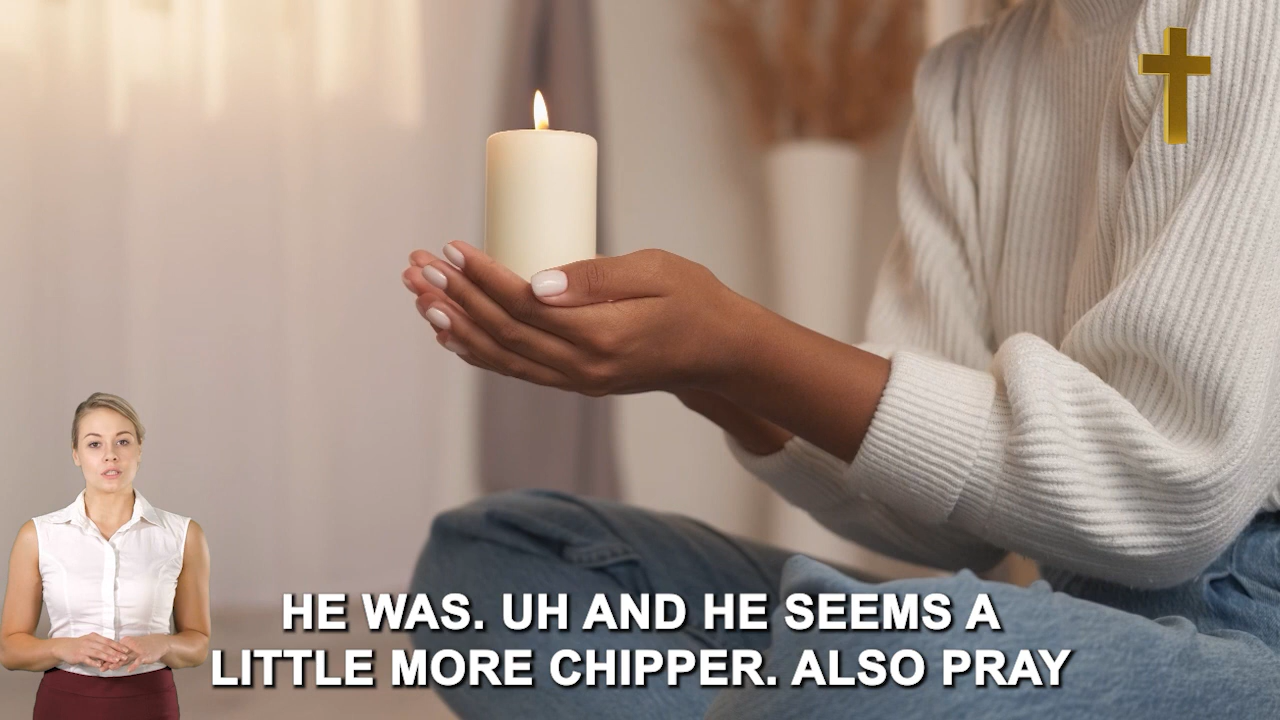 HE WAS. UH AND HE SEEMS A
LITTLE MORE CHIPPER. ALSO PRAY